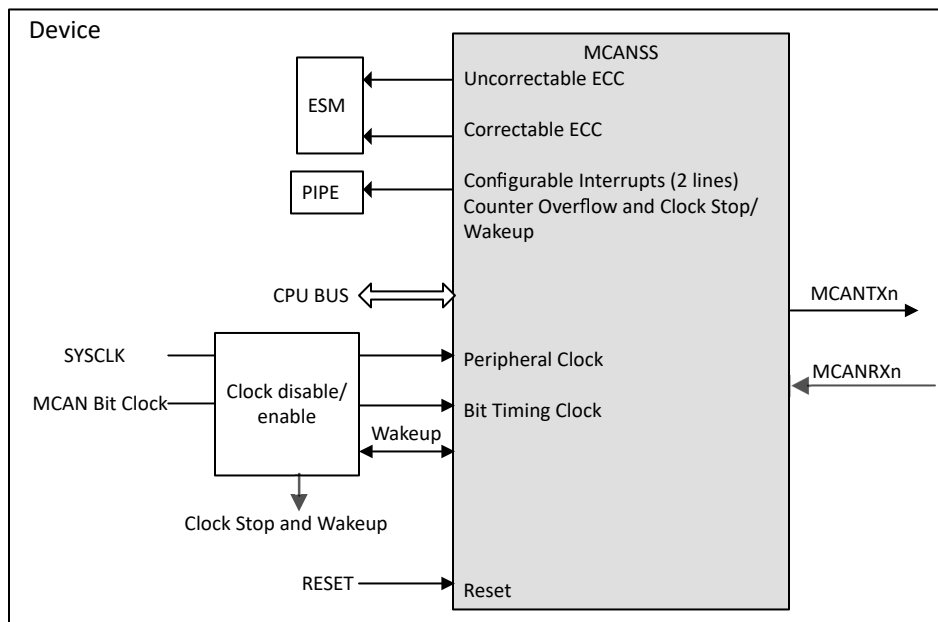 Device
MCANSS
Uncorrectable ECC
ESM
Correctable ECC
PIPE
Configurable Interrupts (2 lines)
Counter Overflow and Clock Stop/
Wakeup
CPU BUS
MCANTXn
SYSCLK
Peripheral Clock
MCANRXn
MCAN Bit Clock
Clock disable/
enable
Bit Timing Clock
Wakeup
Clock Stop and Wakeup
RESET
Reset